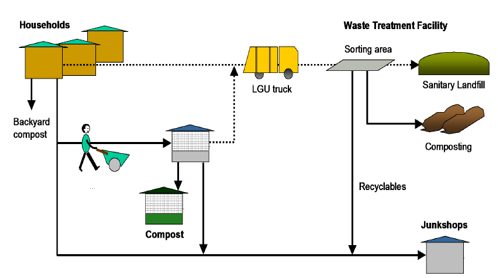 Households
Waste Treatment Facility
Sorting area
LGU truck
Sanitary Landfill
Backyard
compost
Composting
Recyclables
Compost
Junkshops